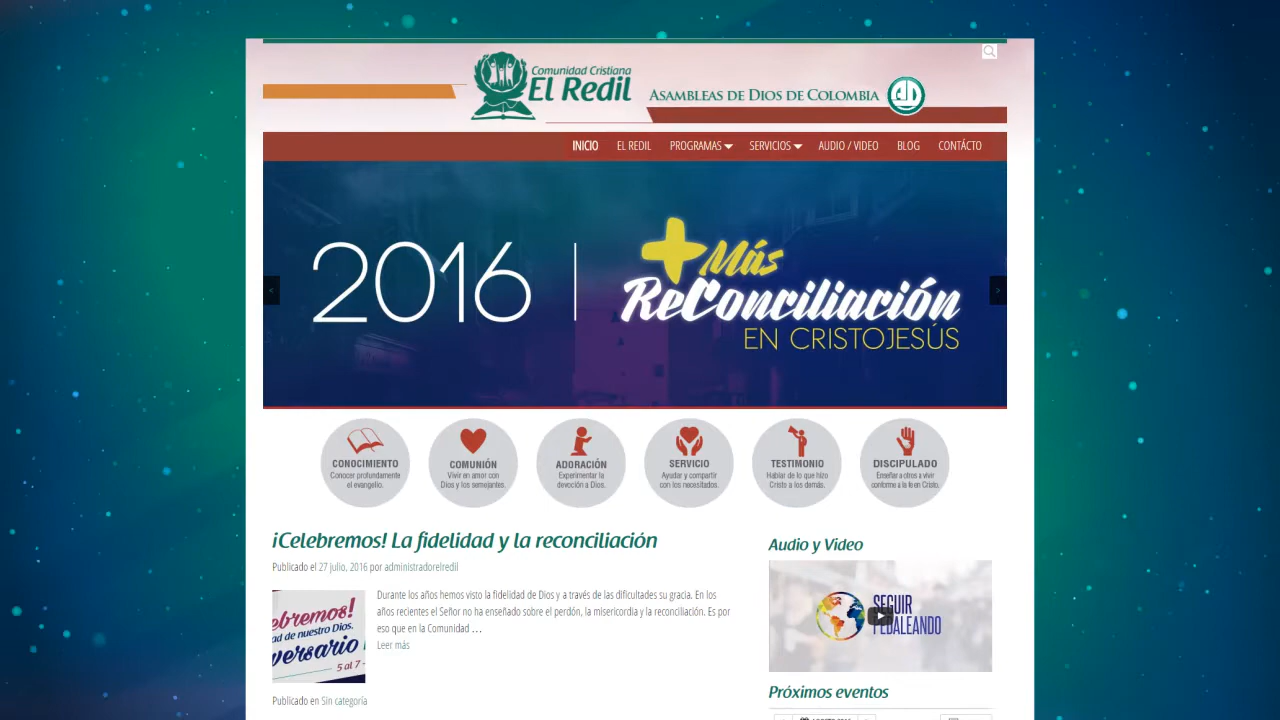 Comunidad Cristiana
El Redil
ASAMBLEAS DE DIOS DE COLOMBIA
INICIO EL REDIL PROGRAMAS SERVICIOS AUDIO / VIDEO BLOG CONTÁCTO
2016
Más
ReConciliación
EN CRISTOJESÚS
<
>
CONOCIMIENTO
Conocer profundamente
el evangelio.
COMUNIÓN
Vivir en amor con
Dios y los semejantes.
ADORACIÓN
Experimentar la
devoción a Dios.
SERVICIO
Ayudar y compartir
con los necesitados.
TESTIMONIO
Hablar de lo que hizo
Cristo a los demás.
DISCIPULADO
Enseñar a otros a vivir
conforme a la fe en Cristo.
¡Celebremos! La fidelidad y la reconciliación
Publicado el 27 julio, 2016 por administradorelredil
ebremos!
ad de nuestro Dios.
versario
5 al 7
Durante los años hemos visto la fidelidad de Dios y a través de las dificultades su gracia. En los
años recientes el Señor no ha enseñado sobre el perdón, la misericordia y la reconciliación. Es por
eso que en la Comunidad …
Leer más
Publicado en Sin categoría
Audio y Video
SEGUIR
PEDALEANDO
Próximos eventos